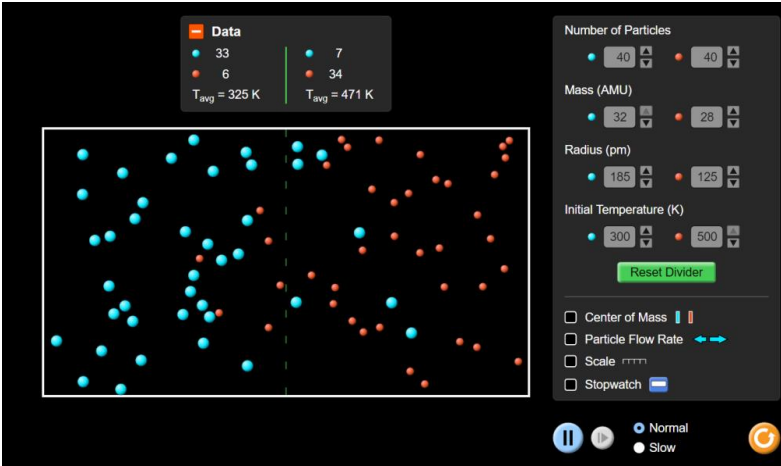 Data
33
7
6
34
Tavg = 325 K
Tavg = 471 K
Number of Particles
40
40
Mass (AMU)
32
28
Radius (pm)
185
125
Initial Temperature (K)
300
500
Reset Divider
Center of Mass
Particle Flow Rate
Scale
Stopwatch
Normal
Slow